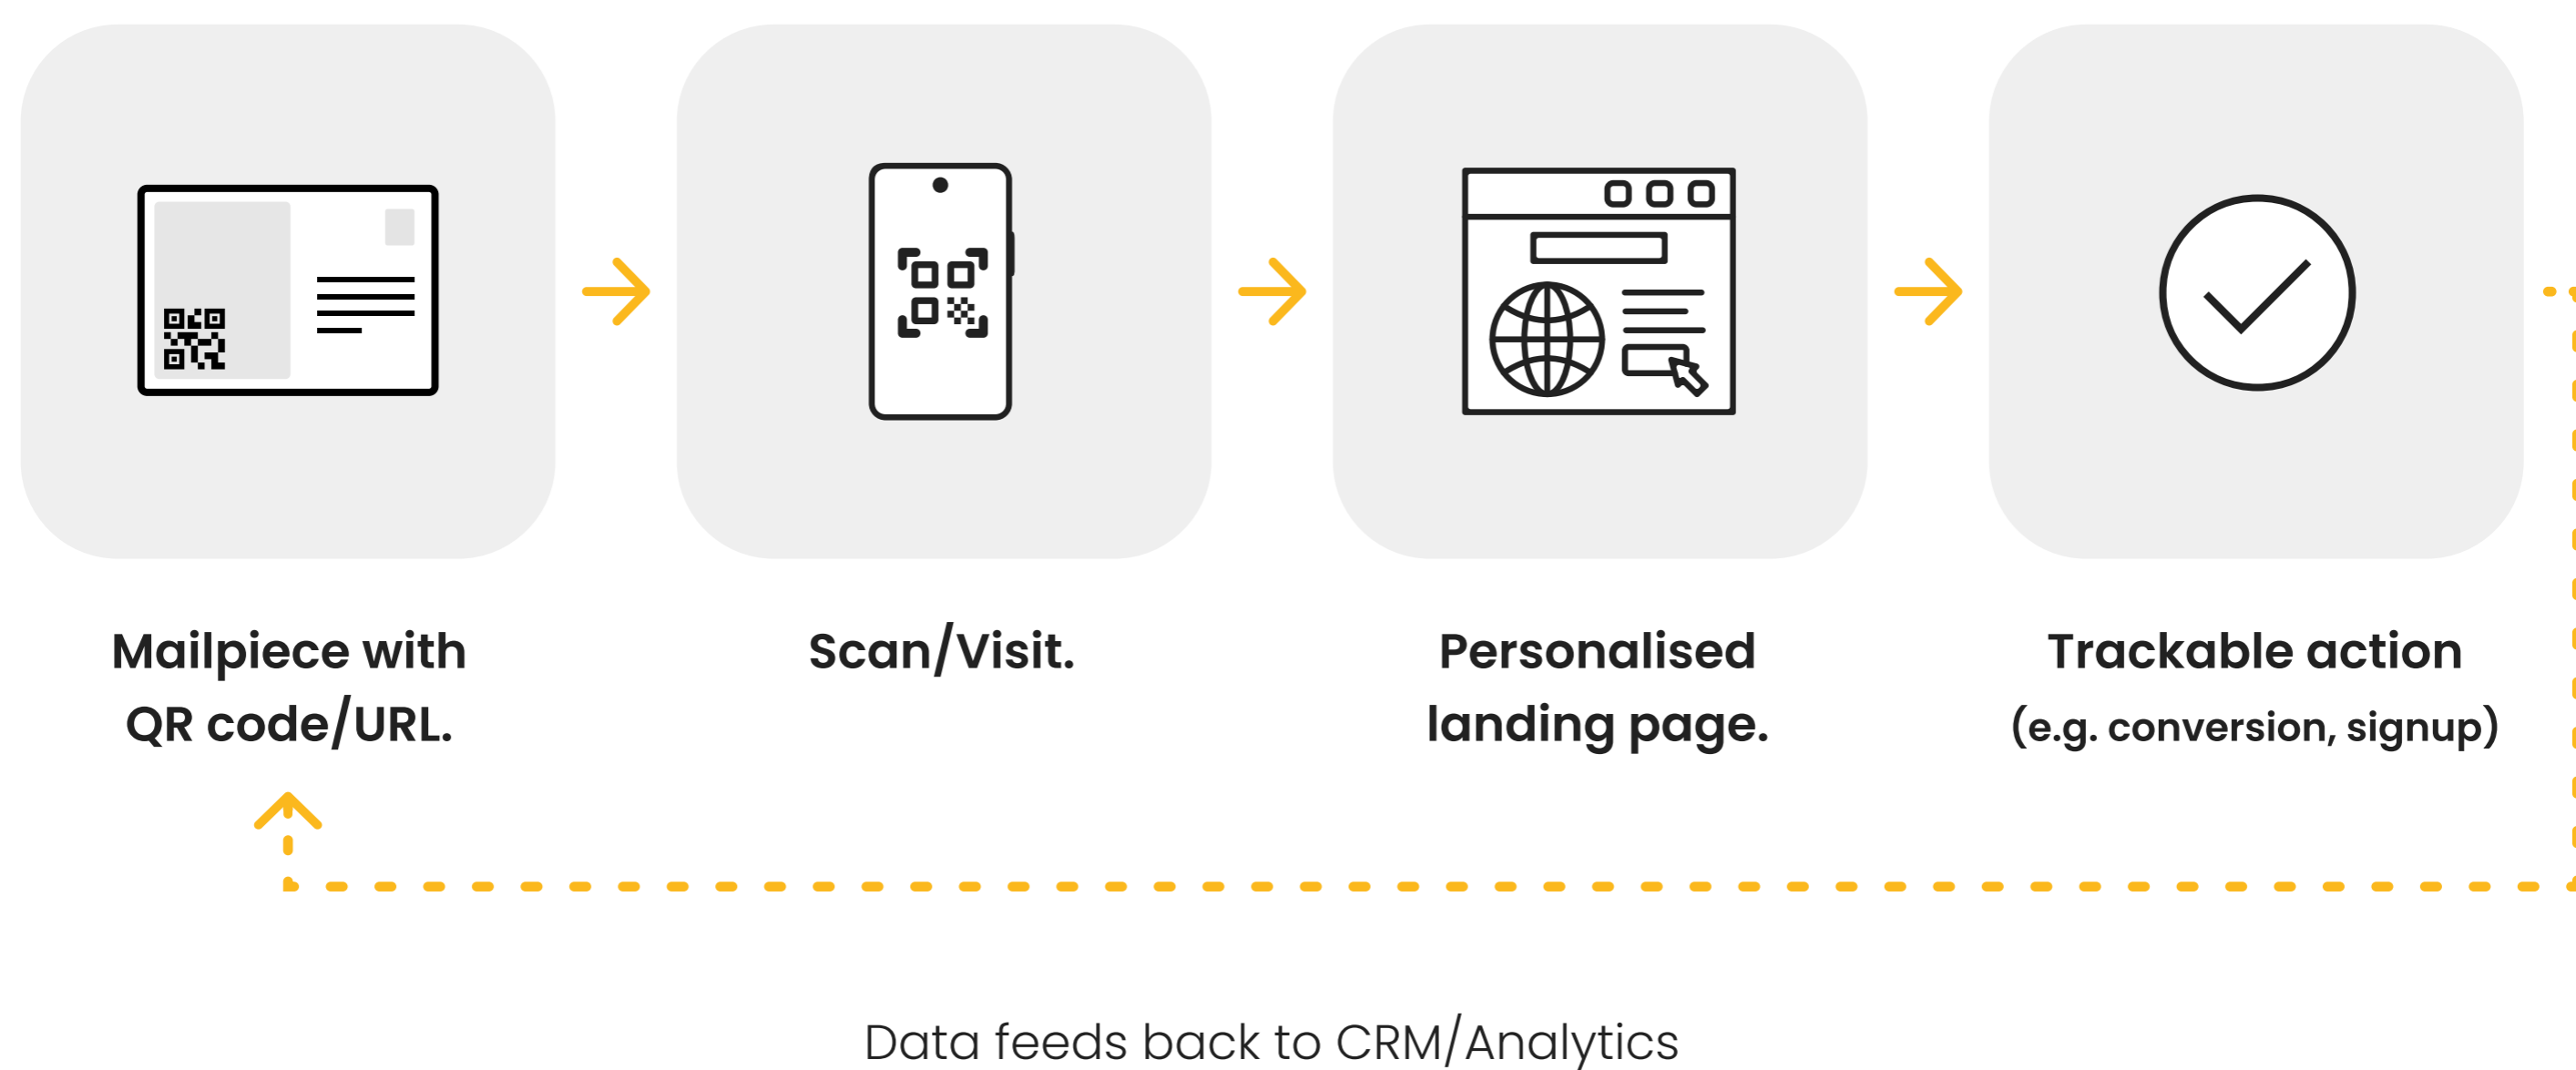 Mailpiece with
QR code/URL.
Scan/Visit.
Personalised
landing page.
Trackable action
(e.g. conversion, signup)
Data feeds back to CRM/Analytics